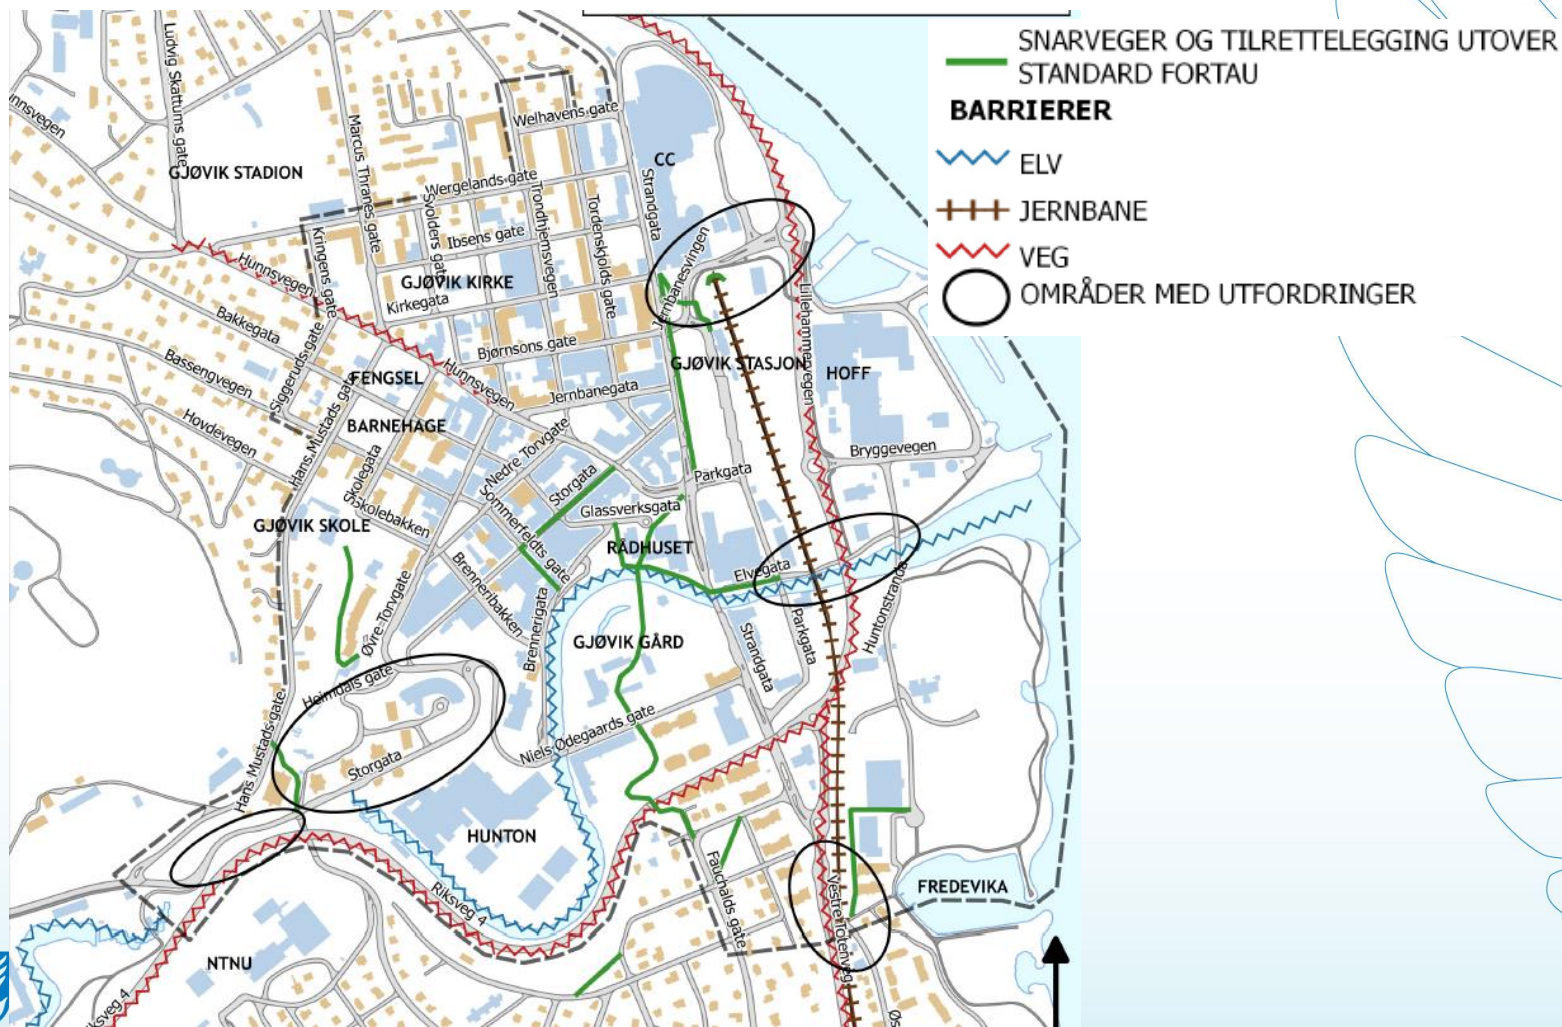 SNARVEGER OG TILRETTELEGGING UTOVER
STANDARD FORTAU
BARRIERER
ELV
JERNBANE
VEG
OMRÅDER MED UTFORDRINGER
Ludvig Skattums gate
nnsvegen
GJØVIK STADION
Marcus Thranes gate
Welhavens gate
CC
Wergelands gate
Svolders gate
Trondhjemsvegen
Tordenskjolds gate
Strandgata
Ibsens gate
Jernbanesvingen
Kringens gate
Hunnsvegen
GJØVIK KIRKE
Kirkegata
Lillehammervegen
Bakkegata
Bjørnsons gate
GJØVIK STASJON
HOFF
Bassengvegen
Siggeruds gate
FENGSEL
Hunnsvegen
Jernbanegata
Hans Mustads gate
Hovdevegen
BARNEHAGE
Nedre Torvgate
Bryggevegen
Skolegata
Storgata
Parkgata
Skolebakken
Sommerfeldts gate
Glassverksgata
GJØVIK SKOLE
RÅDHUSET
Brenneribakken
Elvegata
Øvre Torvgate
Brennerigata
GJØVIK GÅRD
Strandgata
Parkgata
Huntonstranda
Heimdals gate
Hans Mustads gate
Niels Ødegaards gate
Storgata
HUNTON
Riksveg 4
Fauchalds gate
Vestre Totenveg
FREDEVIKA
NTNU
iksveg 4
Øs